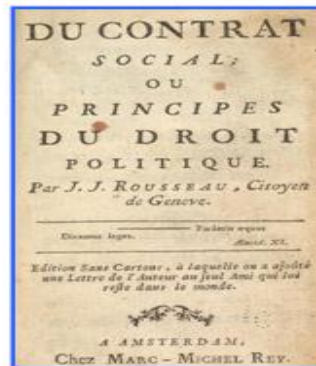 DU CONTRAT
SOCIAL;
OU
PRINCIPES
DU DROIT
POLITIQUE.
Par J. J. ROUSSEAU, Citoyen
de Geneve.
Fœderis æquas
Dicamus leges.
Æneid. XI.
Edition Sans Cartons, à laquelle on a ajoûté
une Lettre de l'Auteur au seul Ami qui lui
reste dans le monde.
A AMSTERDAM,
Chez MARC-MICHEL REY.